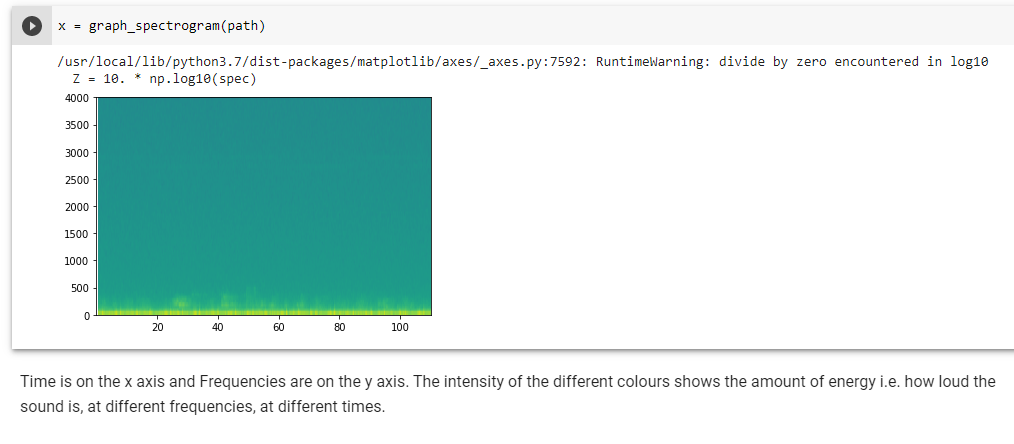 x = graph_spectrogram(path)
/usr/local/lib/python3.7/dist-packages/matplotlib/axes/_axes.py:7592: RuntimeWarning: divide by zero encountered in log10
Z = 10. * np.log10(spec)
4000
3500
3000
2500
2000
1500
1000
500
0
20 40 60 80 100
Time is on the x axis and Frequencies are on the y axis. The intensity of the different colours shows the amount of energy i.e. how loud the
sound is, at different frequencies, at different times.